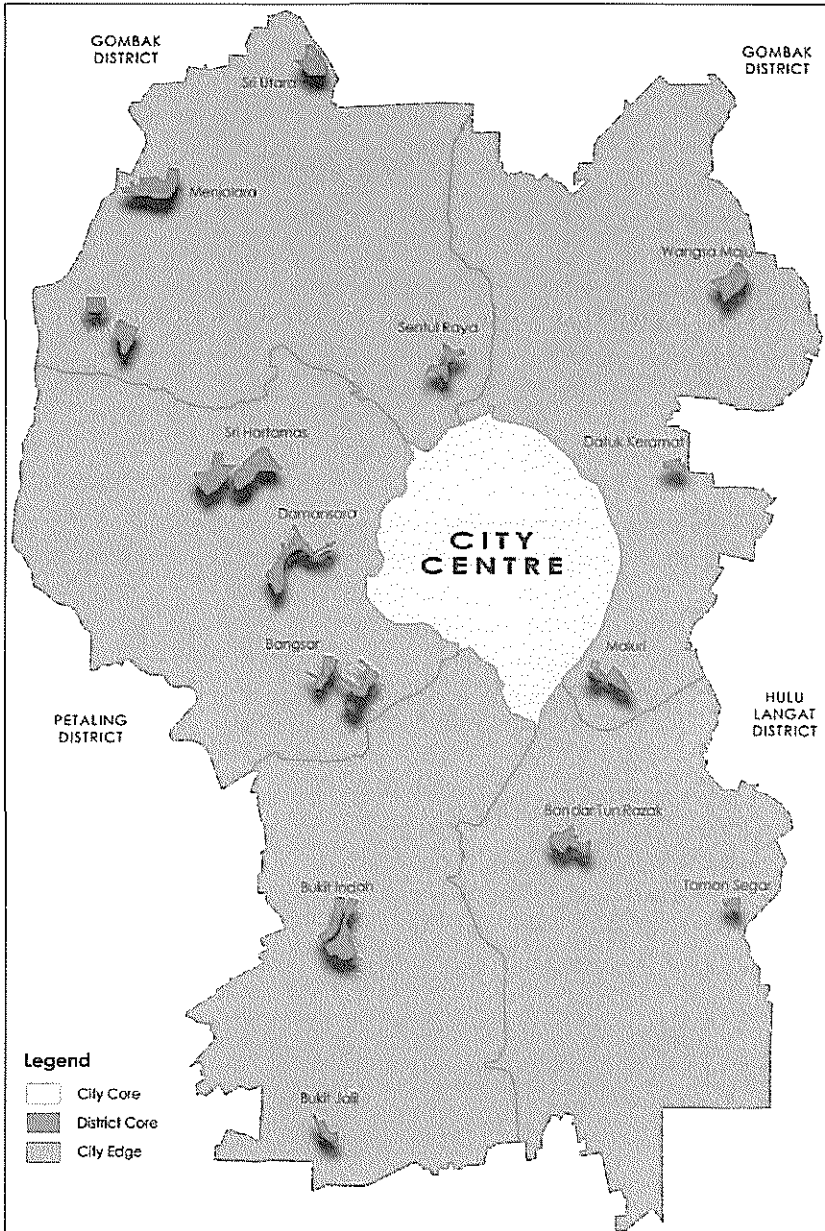 GOMBAK
DISTRICT
GOMBAK
DISTRICT
Sri Utara
Menjalara
Wangsa Maju
Sentul Raya
Sri Hartamas
Datuk Keramat
Damansara
CITY
CENTRE
Bangsar
Maluri
PETALING
DISTRICT
HULU
LANGAT
DISTRICT
Bandar Tun Razak
Bukit Indah
Taman Segar
Legend
City Core
District Core
City Edge
Bukit Jalil